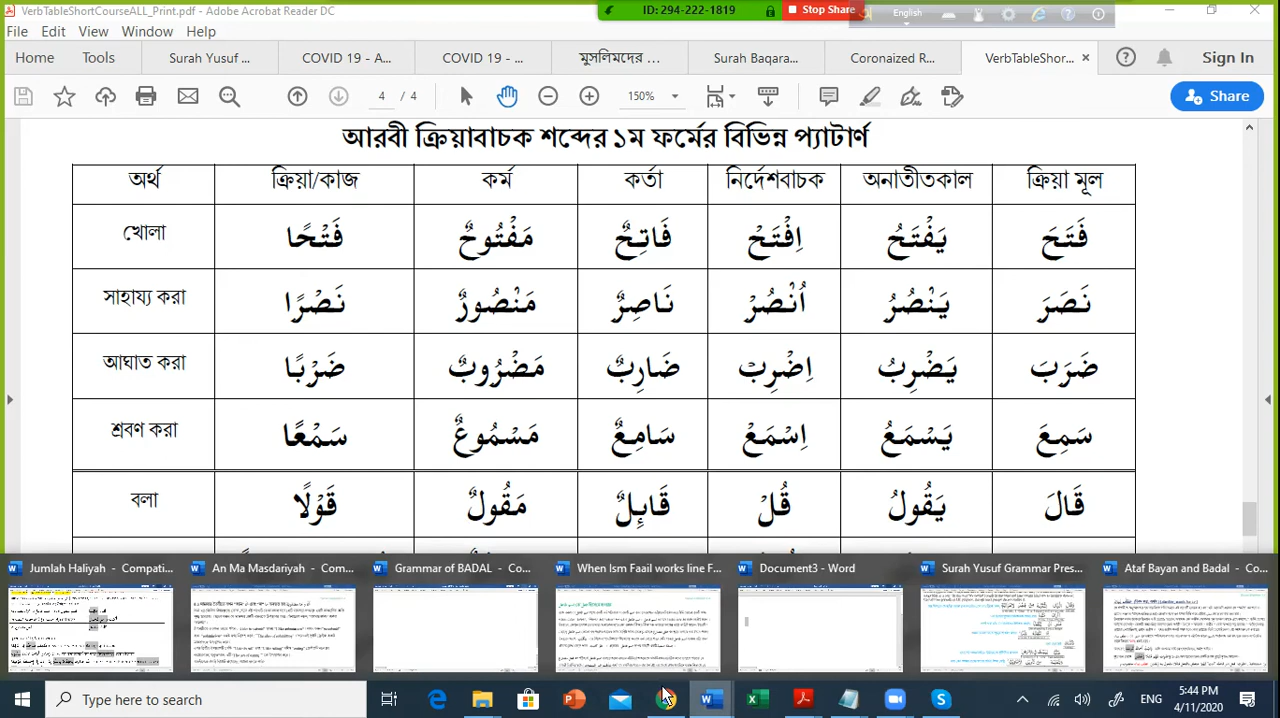 VerbTableShortCourseALL_Print.pdf - Adobe Acrobat Reader DC
ID: 294-222-1819
Stop Share
English
File Edit View Window Help
Home Tools Surah Yusuf ... COVID 19 - A... COVID 19 - ... মুসলিমদের ... Surah Baqara... Coronaized R... VerbTableShor... × Sign In
4 / 4 150% Share
আরবী ক্রিয়াবাচক শব্দের ১ম ফর্মের বিভিন্ন প্যাটার্ণ
অর্থ ক্রিয়া/কাজ কর্ম কর্তা নির্দেশবাচক অনাতীতকাল ক্রিয়া মূল
খোলা فَتْحًا مَفْتُوحٌ فَاتِحٌ اِفْتَحْ يَفْتَحُ فَتَحَ
সাহায্য করা نَصْرًا مَنْصُورٌ نَاصِرٌ اُنْصُرْ يَنْصُرُ نَصَرَ
আঘাত করা ضَرْبًا مَضْرُوبٌ ضَارِبٌ اِضْرِبْ يَضْرِبُ ضَرَبَ
শ্রবণ করা سَمْعًا مَسْمُوعٌ سَامِعٌ اِسْمَعْ يَسْمَعُ سَمِعَ
বলা قَوْلًا مَقُولٌ قَائِلٌ قُلْ يَقُولُ قَالَ
Jumlah Haliyah - Compati... An Ma Masdariyah - Com... Grammar of BADAL - Co... When Ism Faail works line F... Document3 - Word Surah Yusuf Grammar Pres... Ataf Bayan and Badal - Co...
Type here to search
ENG
5:44 PM
4/11/2020